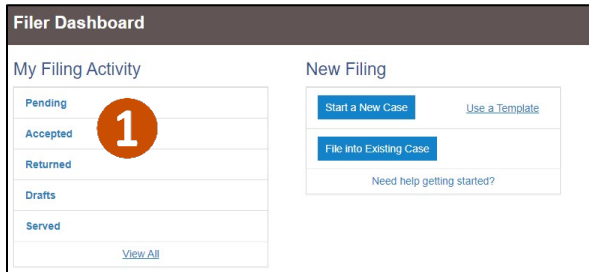 Filer Dashboard
My Filing Activity
Pending
Accepted
1
Returned
Drafts
Served
View All
New Filing
Start a New Case
Use a Template
File into Existing Case
Need help getting started?